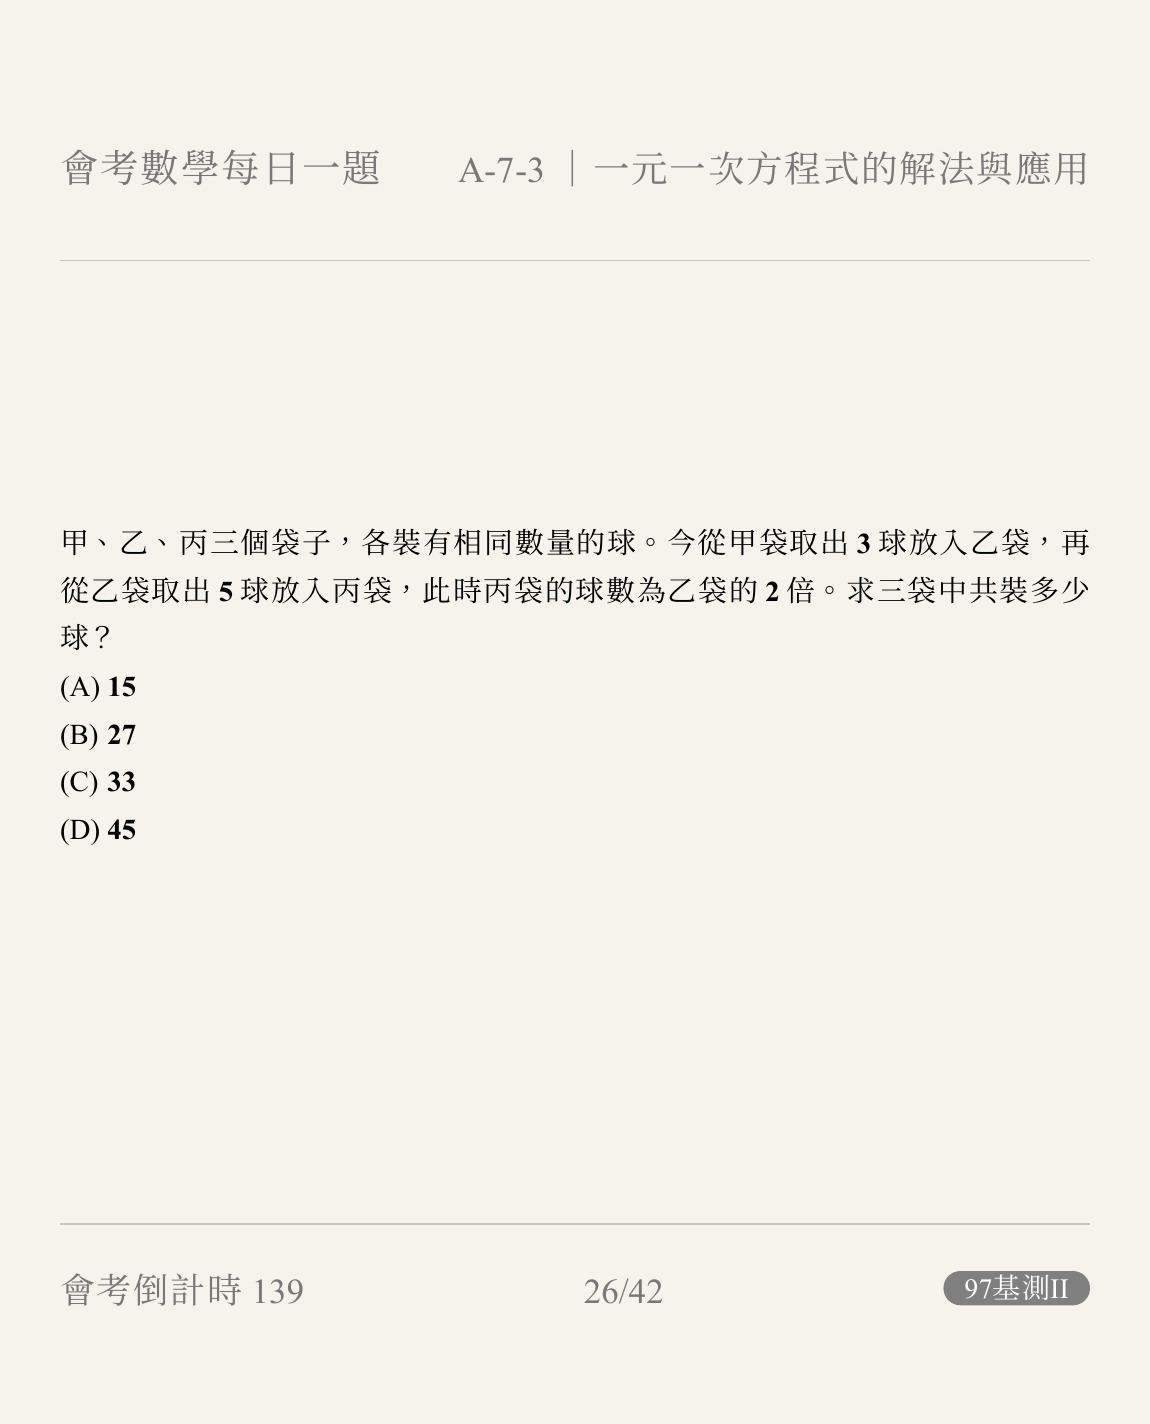 會考數學每日一題
A-7-3｜一元一次方程式的解法與應用
甲、乙、丙三個袋子，各裝有相同數量的球。今從甲袋取出 3 球放入乙袋，再
從乙袋取出 5 球放入丙袋，此時丙袋的球數為乙袋的 2 倍。求三袋中共裝多少
球？
(A) 15
(B) 27
(C) 33
(D) 45
會考倒計時 139
26/42
97基測II